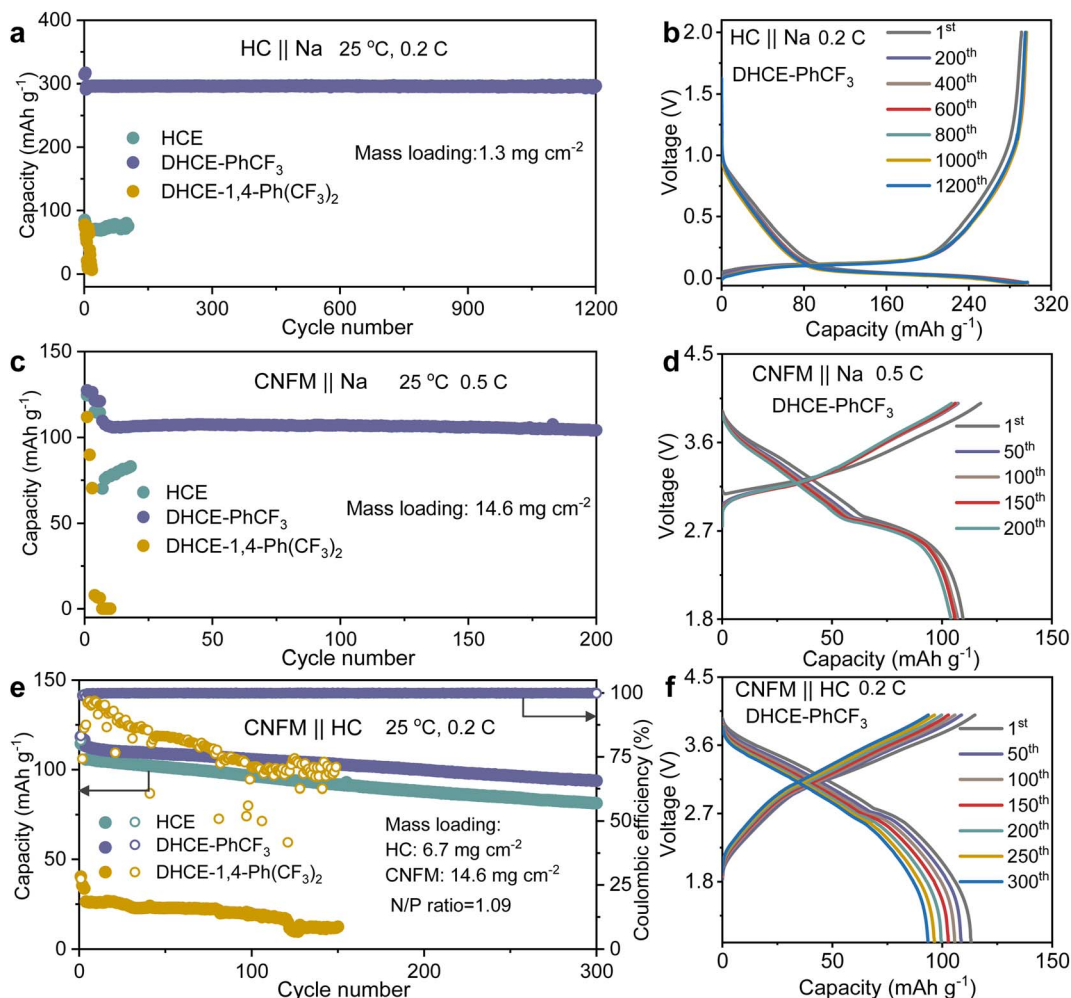 a
HC || Na 25 °C, 0.2 C
HCE
DHCE-PhCF3
DHCE-1,4-Ph(CF3)2
Mass loading:1.3 mg cm-2
Capacity (mAh g-1)
400
300
200
100
0
0 300 600 900 1200
Cycle number
b
HC || Na 0.2 C
DHCE-PhCF3
1st
200th
400th
600th
800th
1000th
1200th
Voltage (V)
2.0
1.5
1.0
0.5
0.0
0 80 160 240 320
Capacity (mAh g-1)
c
CNFM || Na 25 °C 0.5 C
HCE
DHCE-PhCF3
DHCE-1,4-Ph(CF3)2
Mass loading: 14.6 mg cm-2
Capacity (mAh g-1)
150
100
50
0
0 50 100 150 200
Cycle number
d
CNFM || Na 0.5 C
DHCE-PhCF3
1st
50th
100th
150th
200th
Voltage (V)
4.5
3.6
2.7
1.8
0 50 100 150
Capacity (mAh g-1)
e
CNFM || HC 25 °C, 0.2 C
HCE
DHCE-PhCF3
DHCE-1,4-Ph(CF3)2
Mass loading:
HC: 6.7 mg cm-2
CNFM: 14.6 mg cm-2
N/P ratio=1.09
Capacity (mAh g-1)
150
100
50
0
Coulombic efficiency (%)
100
75
50
25
0
0 50 100 150 200 250 300
Cycle number
f
CNFM || HC 0.2 C
DHCE-PhCF3
1st
50th
100th
150th
200th
250th
300th
Voltage (V)
4.5
3.6
2.7
1.8
0 50 100 150
Capacity (mAh g-1)